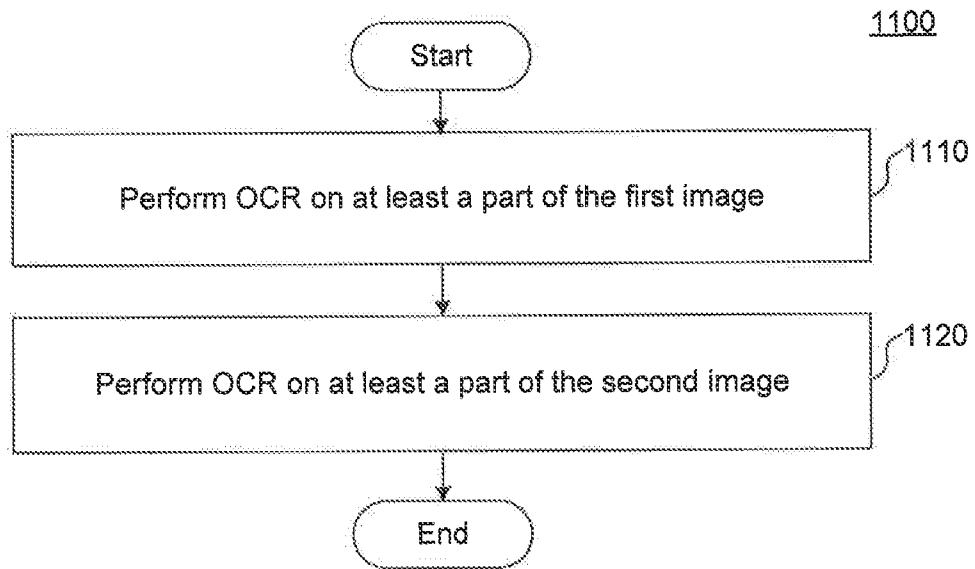 1100
Start
1110
Perform OCR on at least a part of the first image
1120
Perform OCR on at least a part of the second image
End